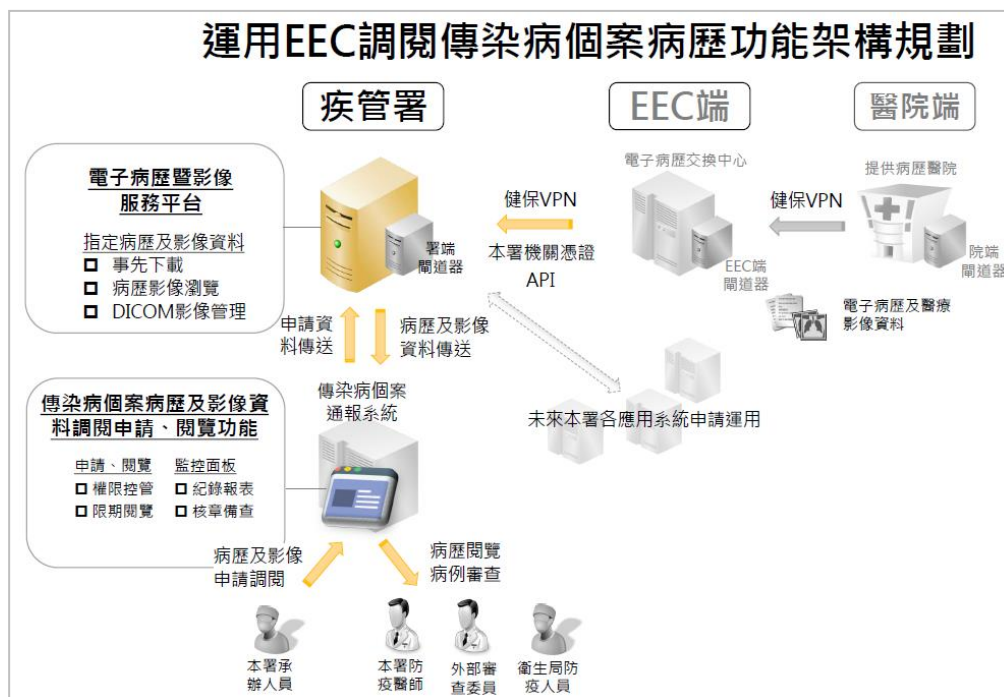 運用EEC調閱傳染病個案病歷功能架構規劃
疾管署
EEC端
醫院端
電子病歷暨影像
服務平台
指定病歷及影像資料
事先下載
病歷影像瀏覽
DICOM影像管理
署端
閘道器
健保VPN
本署機關憑證
API
電子病歷交換中心
EEC端
閘道器
健保VPN
提供病歷醫院
院端
閘道器
電子病歷及醫療
影像資料
申請資
料傳送
病歷及影像
資料傳送
傳染病個案
通報系統
未來本署各應用系統申請運用
傳染病個案病歷及影像資
料調閱申請、閱覽功能
申請、閱覽
權限控管
限期閱覽
監控面板
紀錄報表
核章備查
病歷及影像
申請調閱
病歷閱覽
病例審查
本署承
辦人員
本署防
疫醫師
外部審
查委員
衛生局防
疫人員